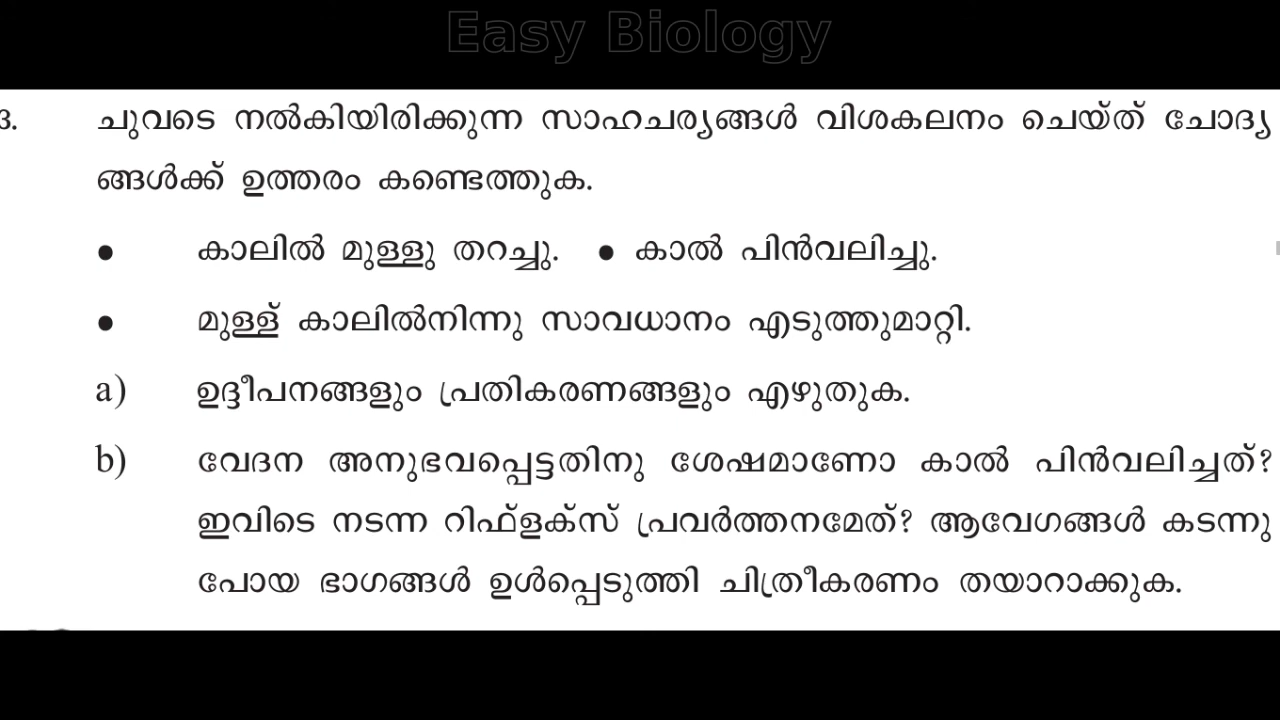 Easy Biology
ചുവടെ നൽകിയിരിക്കുന്ന സാഹചര്യങ്ങൾ വിശകലനം ചെയ്ത് ചോദ്യ
ങ്ങൾക്ക് ഉത്തരം കണ്ടെത്തുക.
• കാലിൽ മുള്ളു തറച്ചു. • കാൽ പിൻവലിച്ചു.
• മുള്ള് കാലിൽനിന്നു സാവധാനം എടുത്തുമാറ്റി.
a) ഉദ്ദീപനങ്ങളും പ്രതികരണങ്ങളും എഴുതുക.
b) വേദന അനുഭവപ്പെട്ടതിനു ശേഷമാണോ കാൽ പിൻവലിച്ചത്?
ഇവിടെ നടന്ന റിഫ്ളക്സ് പ്രവർത്തനമേത്? ആവേഗങ്ങൾ കടന്നു
പോയ ഭാഗങ്ങൾ ഉൾപ്പെടുത്തി ചിത്രീകരണം തയാറാക്കുക.